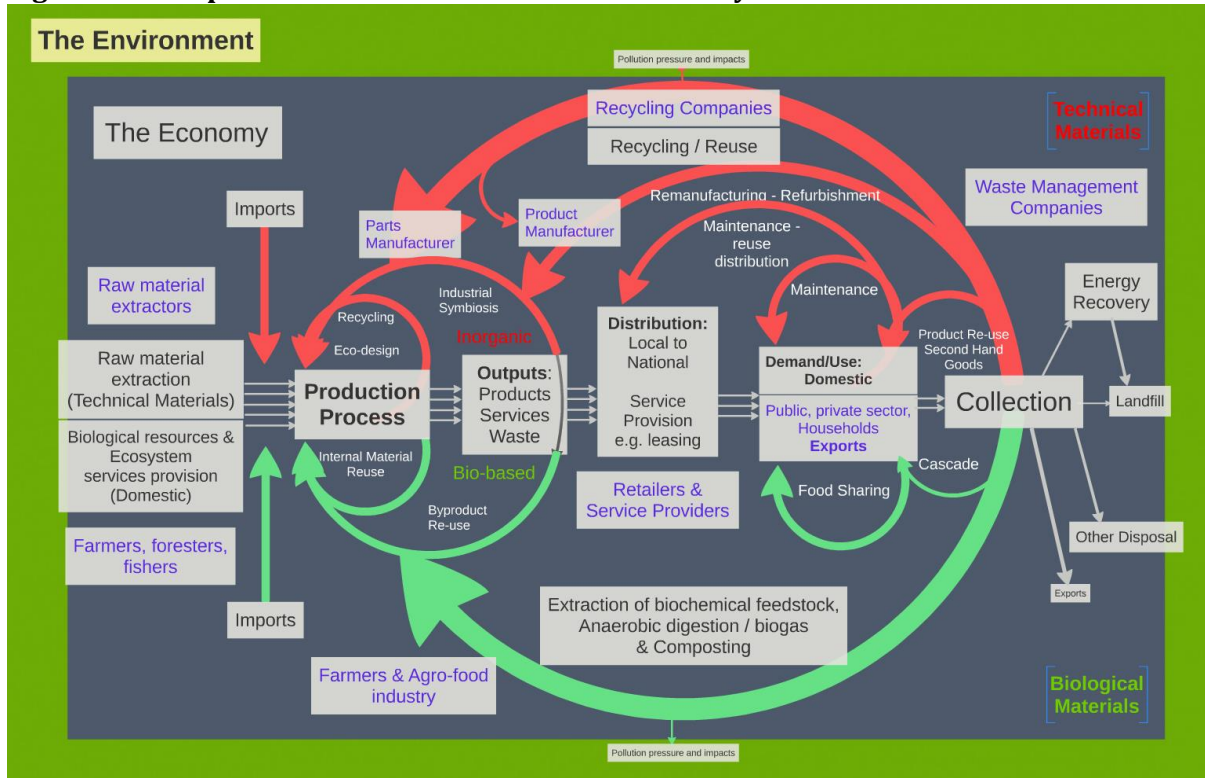 The Environment
Pollution pressure and impacts
The Economy
Recycling Companies
Recycling / Reuse
Technical
Materials
Waste Management
Companies
Imports
Parts
Manufacturer
Product
Manufacturer
Remanufacturing - Refurbishment
Maintenance -
reuse
distribution
Maintenance
Raw material
extractors
Raw material
extraction
(Technical Materials)
Biological resources &
Ecosystem
services provision
(Domestic)
Farmers, foresters,
fishers
Imports
Recycling
Eco-design
Industrial
Symbiosis
Inorganic
Production
Process
Internal Material
Reuse
Outputs:
Products
Services
Waste
Bio-based
Byproduct
Re-use
Distribution:
Local to
National
Service
Provision
e.g. leasing
Retailers &
Service Providers
Demand/Use:
Domestic
Public, private sector,
Households
Exports
Food Sharing
Cascade
Product Re-use
Second Hand
Goods
Collection
Energy
Recovery
Landfill
Other Disposal
Exports
Extraction of biochemical feedstock,
Anaerobic digestion / biogas
& Composting
Farmers & Agro-food
industry
Biological
Materials
Pollution pressure and impacts